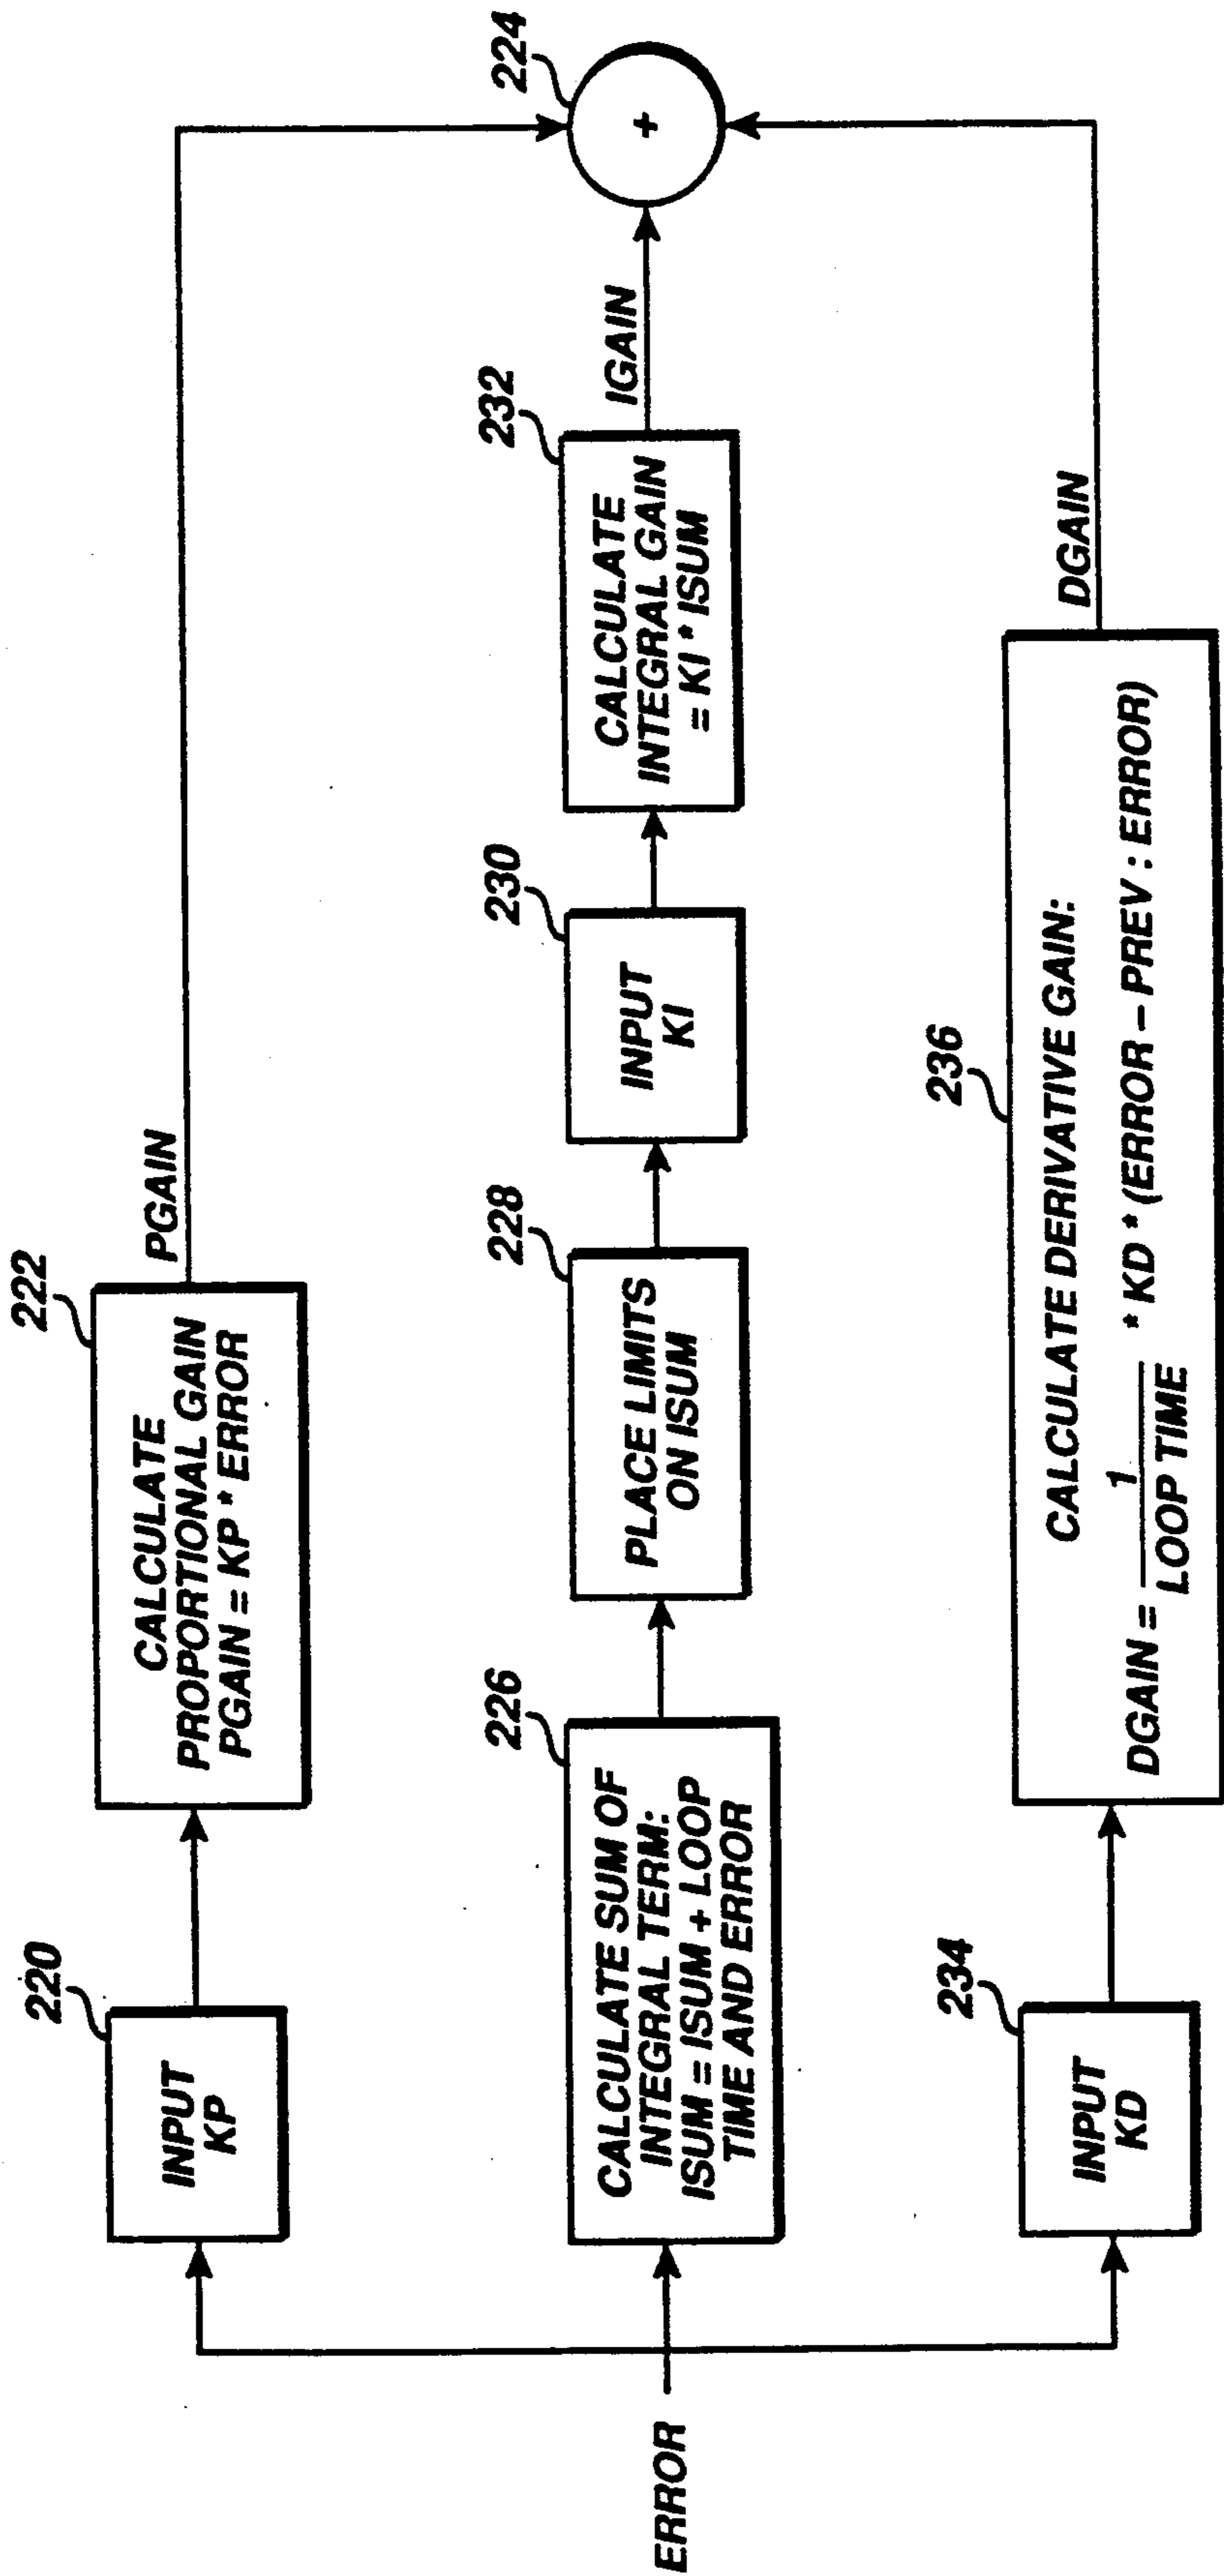 220
INPUT
KP
222
CALCULATE
PROPORTIONAL GAIN
PGAIN = KP * ERROR
PGAIN
224
+
ERROR
226
CALCULATE SUM OF
INTEGRAL TERM:
ISUM = ISUM + LOOP
TIME AND ERROR
228
PLACE LIMITS
ON ISUM
230
INPUT
KI
232
CALCULATE
INTEGRAL GAIN
= KI * ISUM
IGAIN
234
INPUT
KD
236
CALCULATE DERIVATIVE GAIN:
DGAIN = 1 / LOOP TIME * KD * (ERROR – PREV : ERROR)
DGAIN